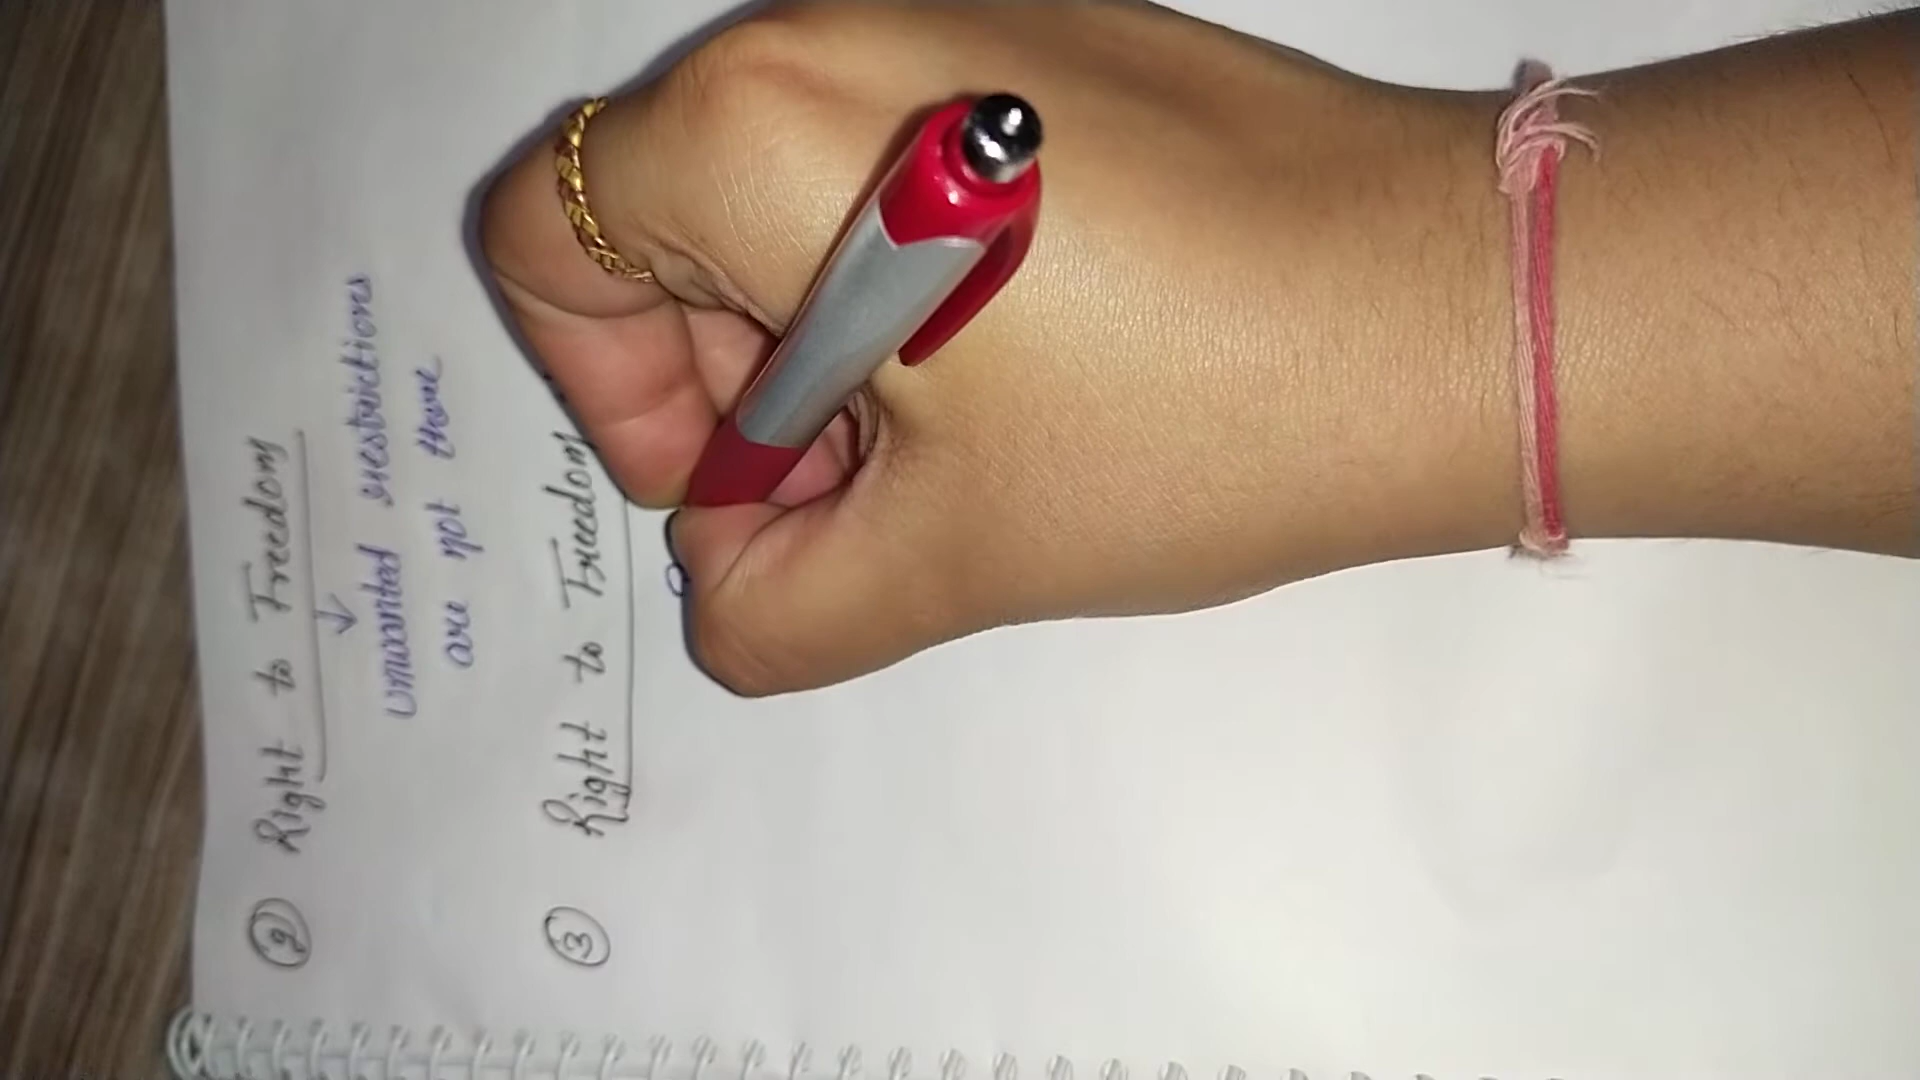 ② Right to Freedom
↓
unwanted restrictions
are not there
③ Right to Freedom